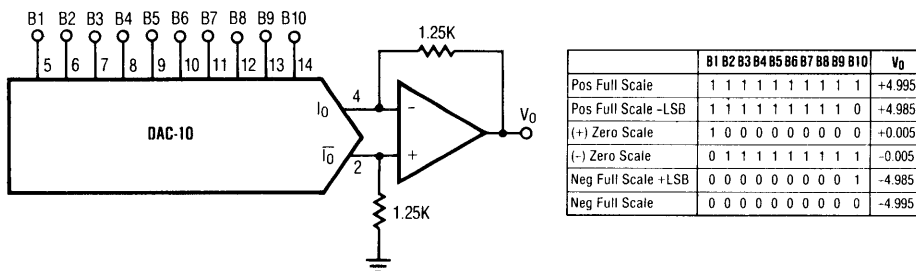 B1 B2 B3 B4 B5 B6 B7 B8 B9 B10
5 6 7 8 9 10 11 12 13 14
DAC-10
IO 4
IO 2
1.25K
−
+
VO
1.25K
B1 B2 B3 B4 B5 B6 B7 B8 B9 B10 VO
Pos Full Scale 1 1 1 1 1 1 1 1 1 1 +4.995
Pos Full Scale –LSB 1 1 1 1 1 1 1 1 1 0 +4.985
(+) Zero Scale 1 0 0 0 0 0 0 0 0 0 +0.005
(-) Zero Scale 0 1 1 1 1 1 1 1 1 1 -0.005
Neg Full Scale +LSB 0 0 0 0 0 0 0 0 0 1 -4.985
Neg Full Scale 0 0 0 0 0 0 0 0 0 0 -4.995